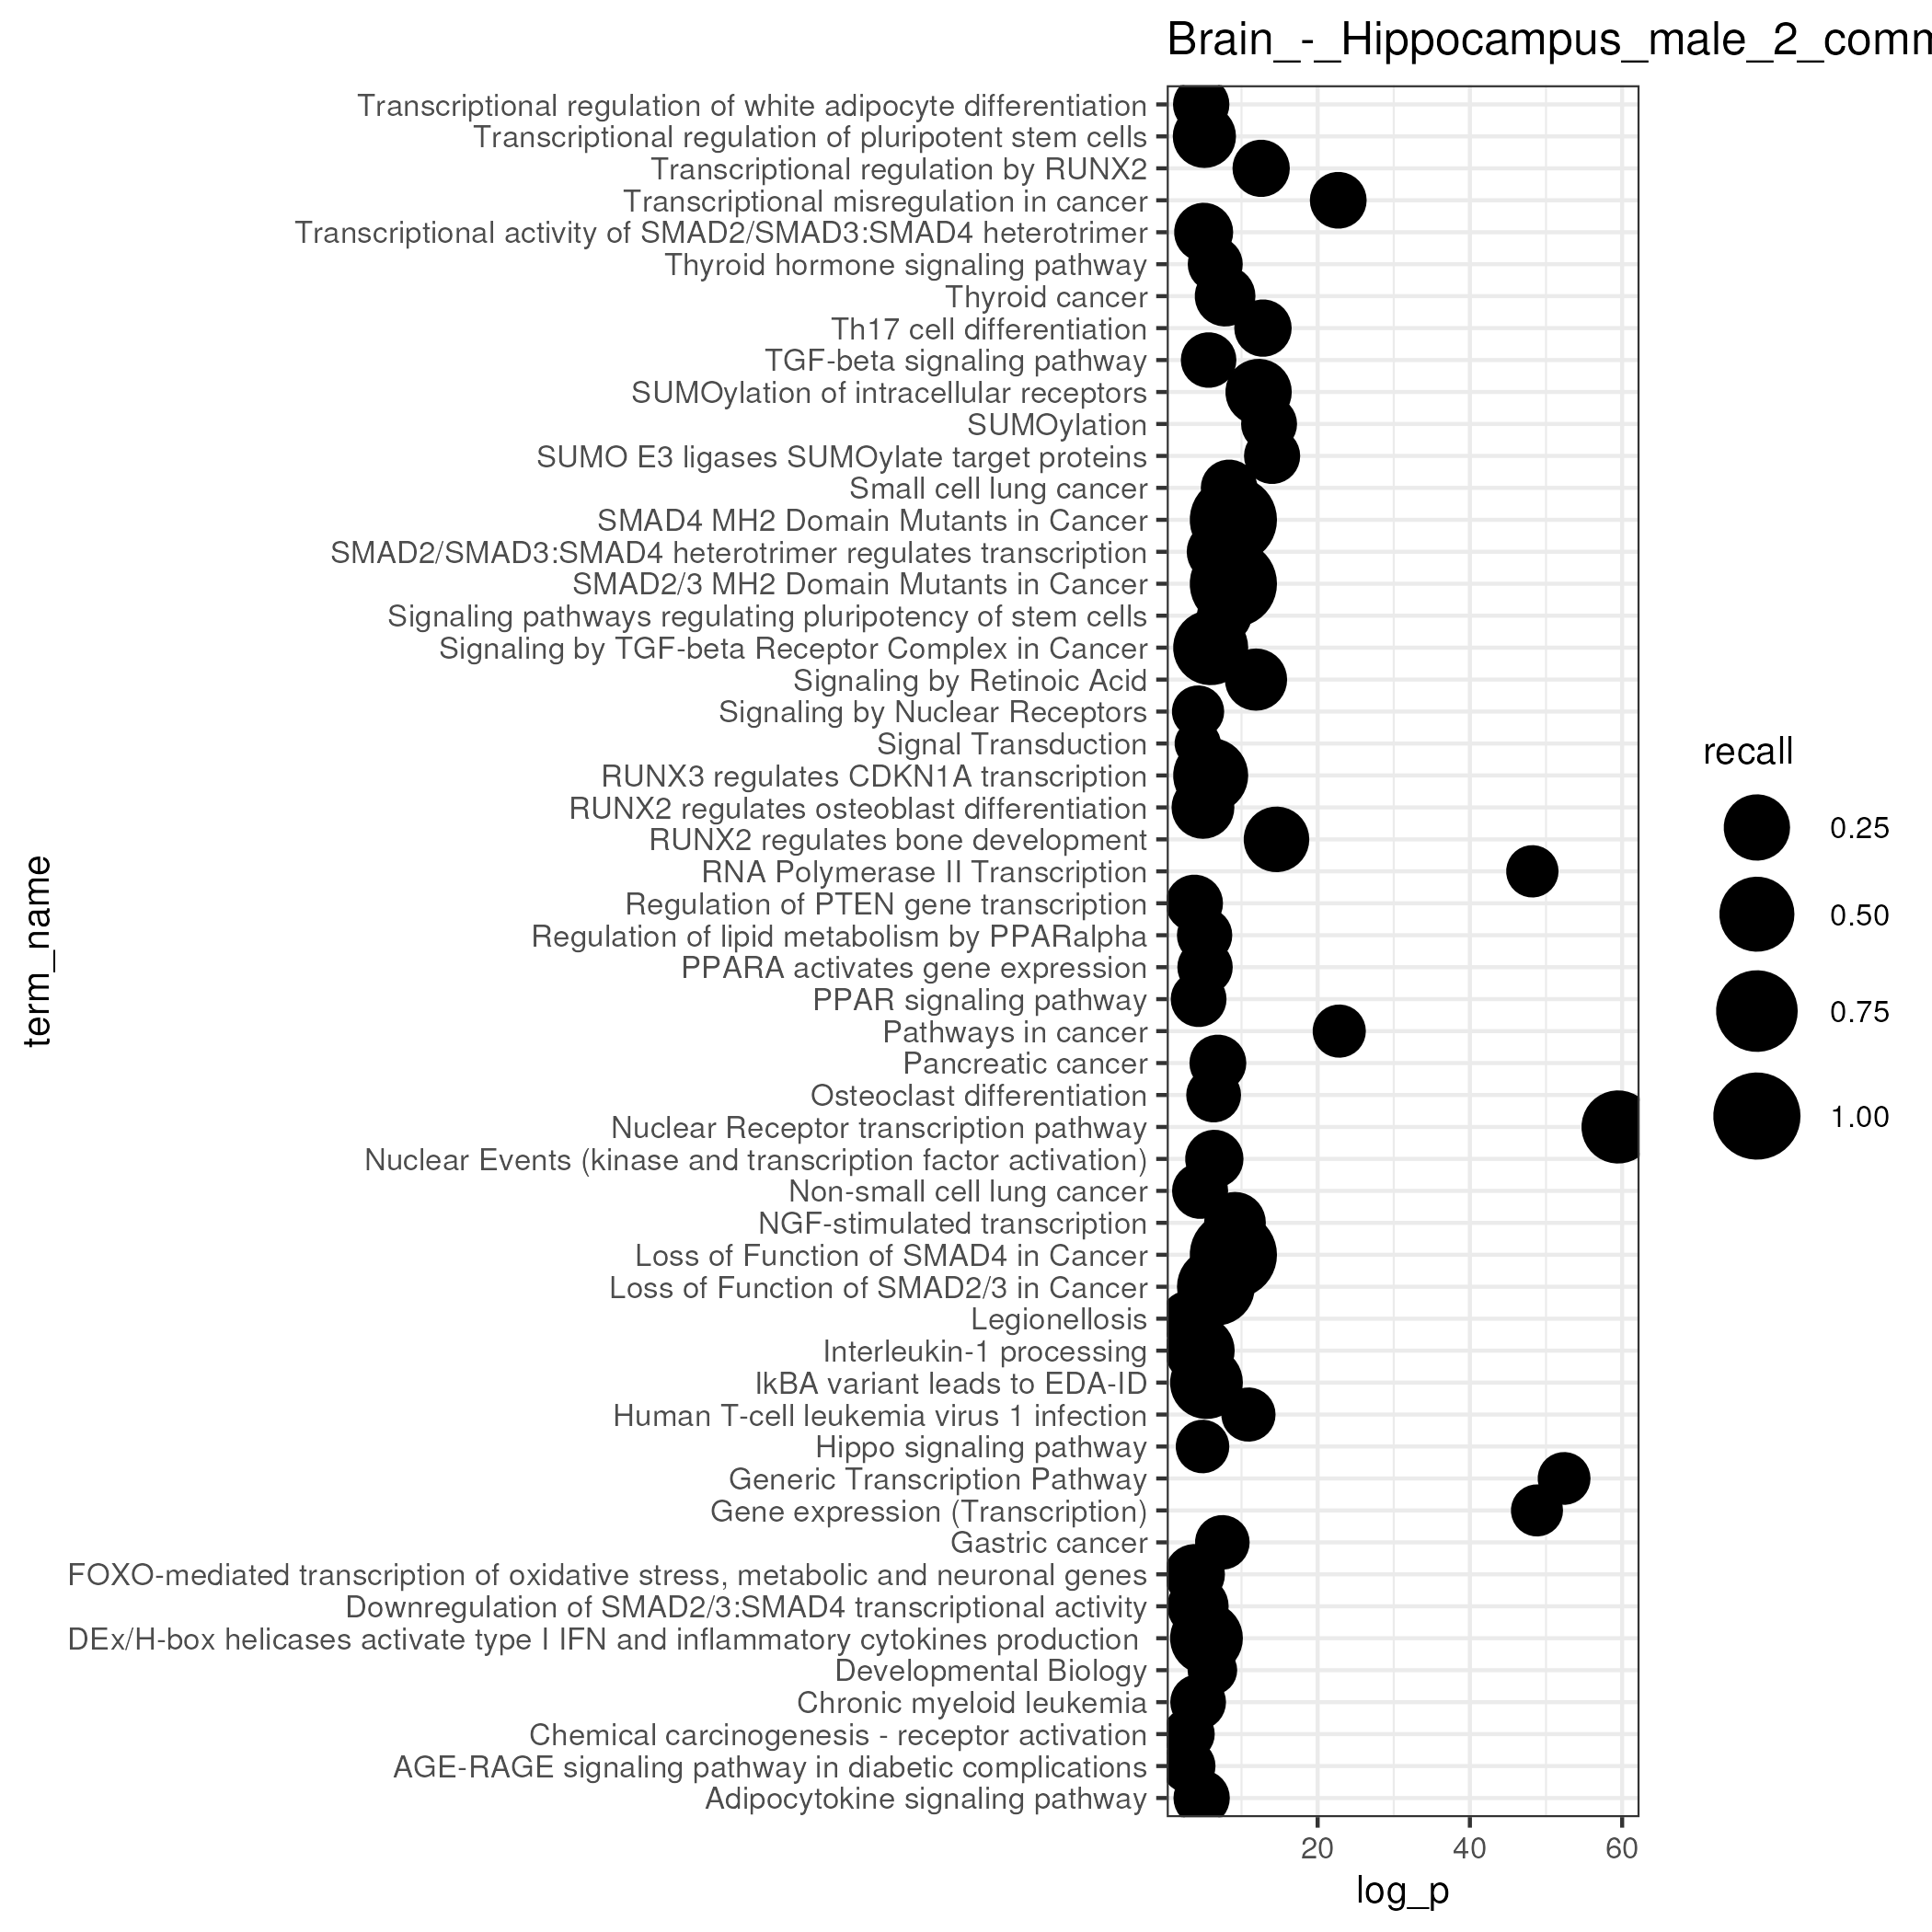 Brain_-_Hippocampus_male_2_comm
Transcriptional regulation of white adipocyte differentiation
Transcriptional regulation of pluripotent stem cells
Transcriptional regulation by RUNX2
Transcriptional misregulation in cancer
Transcriptional activity of SMAD2/SMAD3:SMAD4 heterotrimer
Thyroid hormone signaling pathway
Thyroid cancer
Th17 cell differentiation
TGF-beta signaling pathway
SUMOylation of intracellular receptors
SUMOylation
SUMO E3 ligases SUMOylate target proteins
Small cell lung cancer
SMAD4 MH2 Domain Mutants in Cancer
SMAD2/SMAD3:SMAD4 heterotrimer regulates transcription
SMAD2/3 MH2 Domain Mutants in Cancer
Signaling pathways regulating pluripotency of stem cells
Signaling by TGF-beta Receptor Complex in Cancer
Signaling by Retinoic Acid
Signaling by Nuclear Receptors
Signal Transduction
RUNX3 regulates CDKN1A transcription
RUNX2 regulates osteoblast differentiation
RUNX2 regulates bone development
RNA Polymerase II Transcription
Regulation of PTEN gene transcription
Regulation of lipid metabolism by PPARalpha
PPARA activates gene expression
PPAR signaling pathway
Pathways in cancer
Pancreatic cancer
Osteoclast differentiation
Nuclear Receptor transcription pathway
Nuclear Events (kinase and transcription factor activation)
Non-small cell lung cancer
NGF-stimulated transcription
Loss of Function of SMAD4 in Cancer
Loss of Function of SMAD2/3 in Cancer
Legionellosis
Interleukin-1 processing
IkBA variant leads to EDA-ID
Human T-cell leukemia virus 1 infection
Hippo signaling pathway
Generic Transcription Pathway
Gene expression (Transcription)
Gastric cancer
FOXO-mediated transcription of oxidative stress, metabolic and neuronal genes
Downregulation of SMAD2/3:SMAD4 transcriptional activity
DEx/H-box helicases activate type I IFN and inflammatory cytokines production
Developmental Biology
Chronic myeloid leukemia
Chemical carcinogenesis - receptor activation
AGE-RAGE signaling pathway in diabetic complications
Adipocytokine signaling pathway
term_name
20 40 60
log_p
recall
0.25
0.50
0.75
1.00